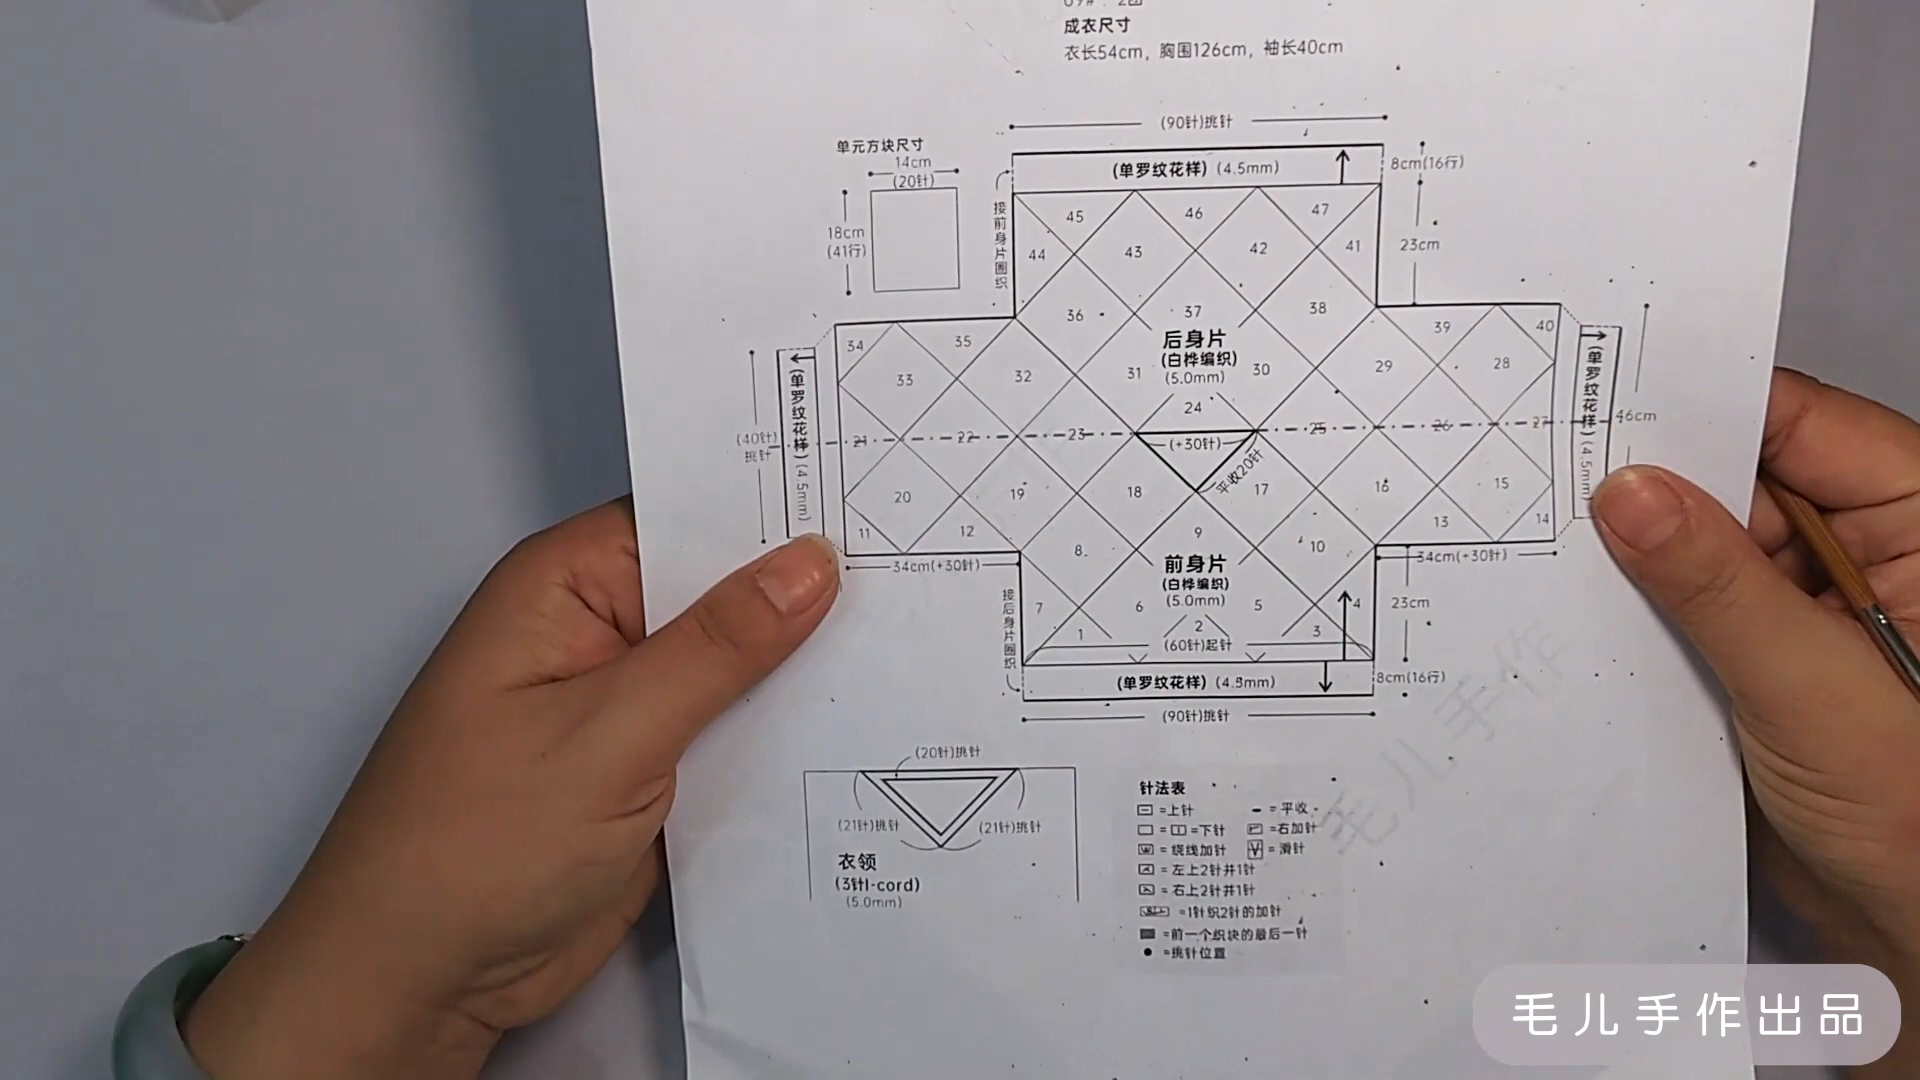 成衣尺寸
衣长54cm，胸围126cm，袖长40cm
(90针)挑针
单元方块尺寸
14cm
(20针)
18cm
(41行)
(单罗纹花样) (4.5mm)
8cm(16行)
接前身片圈织
45 46 47
44 43 42 41
23cm
36 37 38
后身片
(白桦编织)
(5.0mm)
34 35 39 40
33 32 31 30 29 28
24
(单罗纹花样) (4.5mm)
(40针)
挑针
21 22 23 25 26 27
(单罗纹花样) (4.5mm)
46cm
(+30针)
平收20针
20 19 18 17 16 15
11 12 9 13 14
8 10
34cm(+30针)
34cm(+30针)
前身片
(白桦编织)
(5.0mm)
接后身片圈织
7 6 5 4
23cm
1 2 3
(60针)起针
(单罗纹花样) (4.5mm)
8cm(16行)
(90针)挑针
(20针)挑针
(21针)挑针
(21针)挑针
衣领
(3针I-cord)
(5.0mm)
针法表
=上针 =平收
= =下针 =右加针
=绕线加针 =滑针
=左上2针并1针
=右上2针并1针
=1针织2针的加针
=前一个织块的最后一针
=挑针位置
毛儿手作
毛儿手作出品